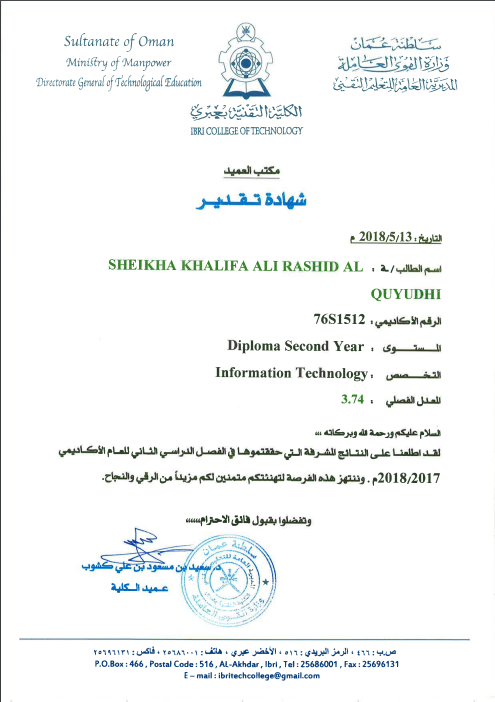 Sultanate of Oman
Ministry of Manpower
Directorate General of Technological Education
سلطنة عمان
وزارة القوى العاملة
المديرية العامة للتعليم التقني
الكلية التقنية بعبري
IBRI COLLEGE OF TECHNOLOGY
مكتب العميد
شهادة تقدير
التاريخ : 2018/5/13 م
اسم الطالب/ـة : SHEIKHA KHALIFA ALI RASHID AL
QUYUDHI
الرقم الأكاديمي : 76S1512
المستوى : Diploma Second Year
التخصص : Information Technology
المعدل الفصلي : 3.74
السلام عليكم ورحمة الله وبركاته ,,,
لقد اطلعنا على النتائج المشرفة التي حققتموها في الفصل الدراسي الثاني للعام الأكاديمي
2018/2017م . وننتهز هذه الفرصة لتهنئتكم متمنين لكم مزيداً من الرقي والنجاح.
وتفضلوا بقبول فائق الاحترام,,,,,,
د. سعيد بن مسعود بن علي كشوب
عميد الكلية
سلطنة عمان
وزارة القوى العاملة
ص.ب : ٤٦٦ ، الرمز البريدي : ٥١٦ ، الأخضر عبري ، هاتف : ٢٥٦٨٦٠٠١ ، فاكس : ٢٥٦٩٦١٣١
P.O.Box : 466 , Postal Code : 516 , AL-Akhdar , Ibri , Tel : 25686001 , Fax : 25696131
E – mail : ibritechcollege@gmail.com